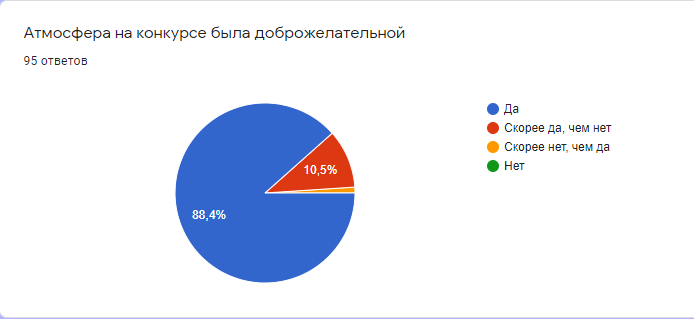 Атмосфера на конкурсе была доброжелательной
95 ответов
Да
Скорее да, чем нет
Скорее нет, чем да
Нет
10,5%
88,4%